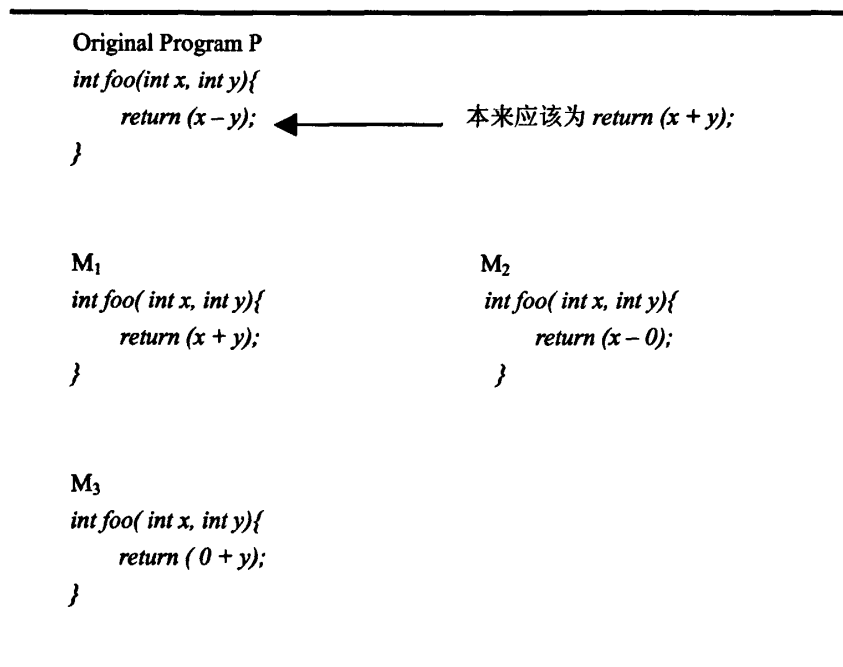 Original Program P
int foo(int x, int y){
return (x – y);
本来应该为 return (x + y);
}
M1
int foo( int x, int y){
return (x + y);
}
M2
int foo( int x, int y){
return (x – 0);
}
M3
int foo( int x, int y){
return ( 0 + y);
}